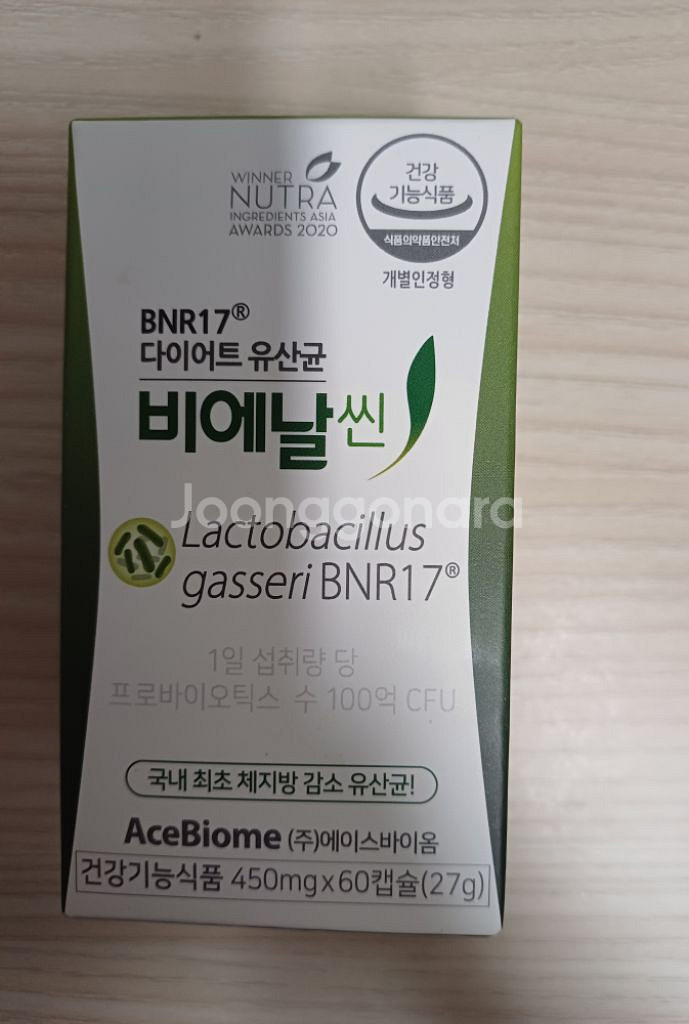 WINNER
NUTRA
INGREDIENTS ASIA
AWARDS 2020
건강
기능식품
식품의약품안전처
개별인정형
BNR17®
다이어트 유산균
비에날씬
Joonggonara
Lactobacillus
gasseri BNR17®
1일 섭취량 당
프로바이오틱스 수 100억 CFU
국내 최초 체지방 감소 유산균!
AceBiome (주)에이스바이옴
건강기능식품 450mg x 60캡슐(27g)